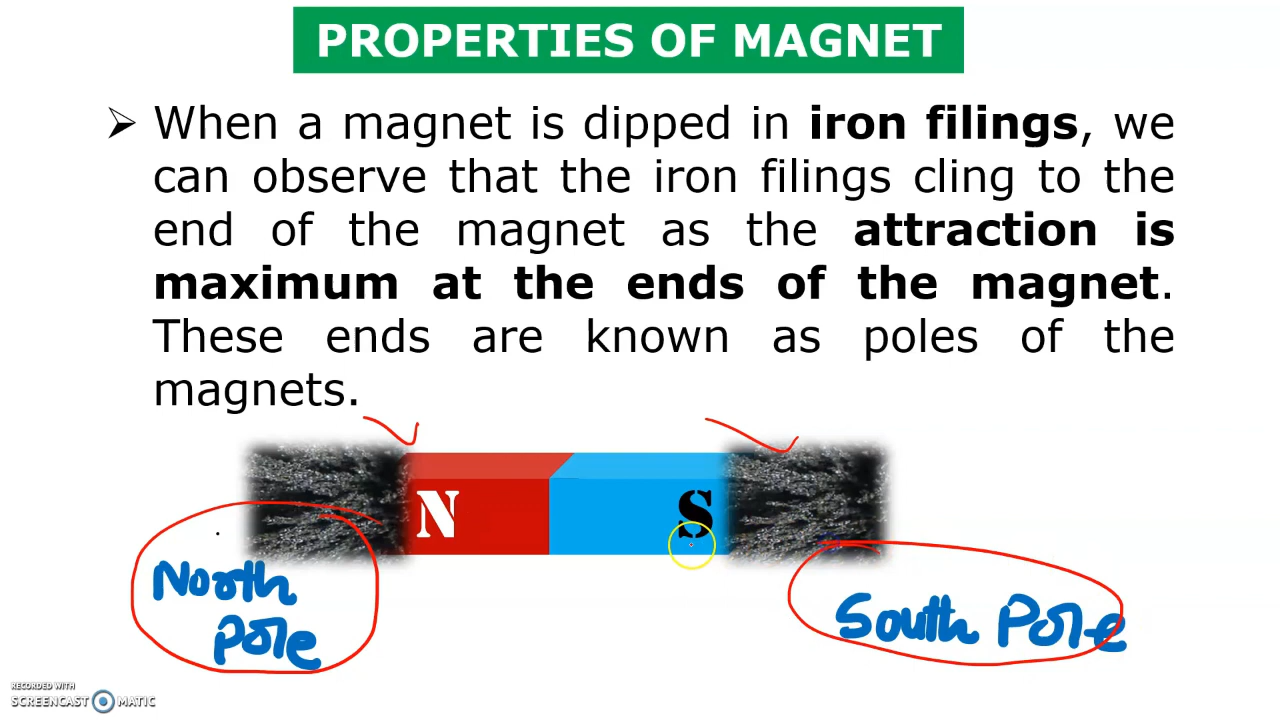 PROPERTIES OF MAGNET
➢ When a magnet is dipped in iron filings, we
can observe that the iron filings cling to the
end of the magnet as the attraction is
maximum at the ends of the magnet.
These ends are known as poles of the
magnets.
N S
North
Pole
South Pole
RECORDED WITH
SCREENCAST MATIC